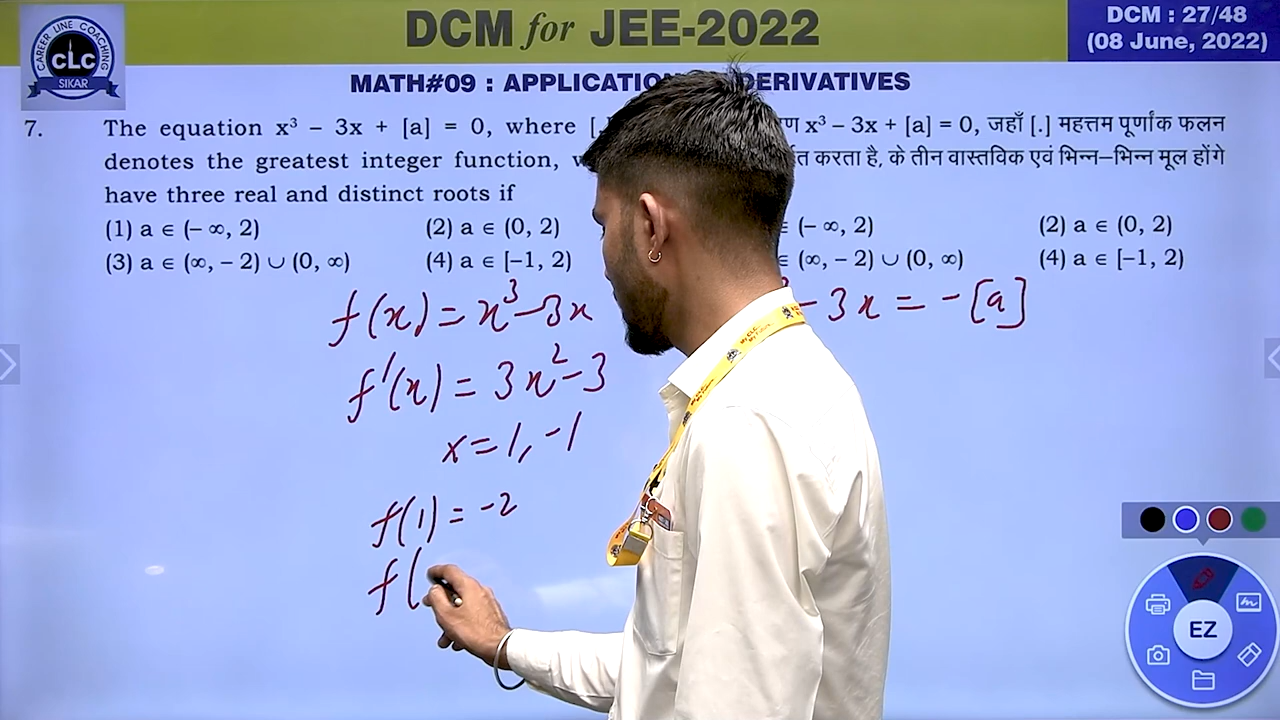 DCM for JEE-2022
DCM : 27/48
(08 June, 2022)
CAREER LINE COACHING
CLC
SIKAR
MATH#09 : APPLICATION DERIVATIVES
7. The equation x³ – 3x + [a] = 0, where [
denotes the greatest integer function,
have three real and distinct roots if
(1) a ∈ (– ∞, 2) (2) a ∈ (0, 2)
(3) a ∈ (∞, – 2) ∪ (0, ∞) (4) a ∈ [–1, 2)
x³ – 3x + [a] = 0, जहाँ [.] महत्तम पूर्णांक फलन
करता है, के तीन वास्तविक एवं भिन्न–भिन्न मूल होंगे
(– ∞, 2) (2) a ∈ (0, 2)
∈ (∞, – 2) ∪ (0, ∞) (4) a ∈ [–1, 2)
f(x) = x³-3x
- 3x = -[a]
f'(x) = 3x²-3
x=1, -1
f(1) = -2
f(
EZ